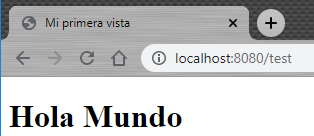 Mi primera vista
localhost:8080/test
Hola Mundo